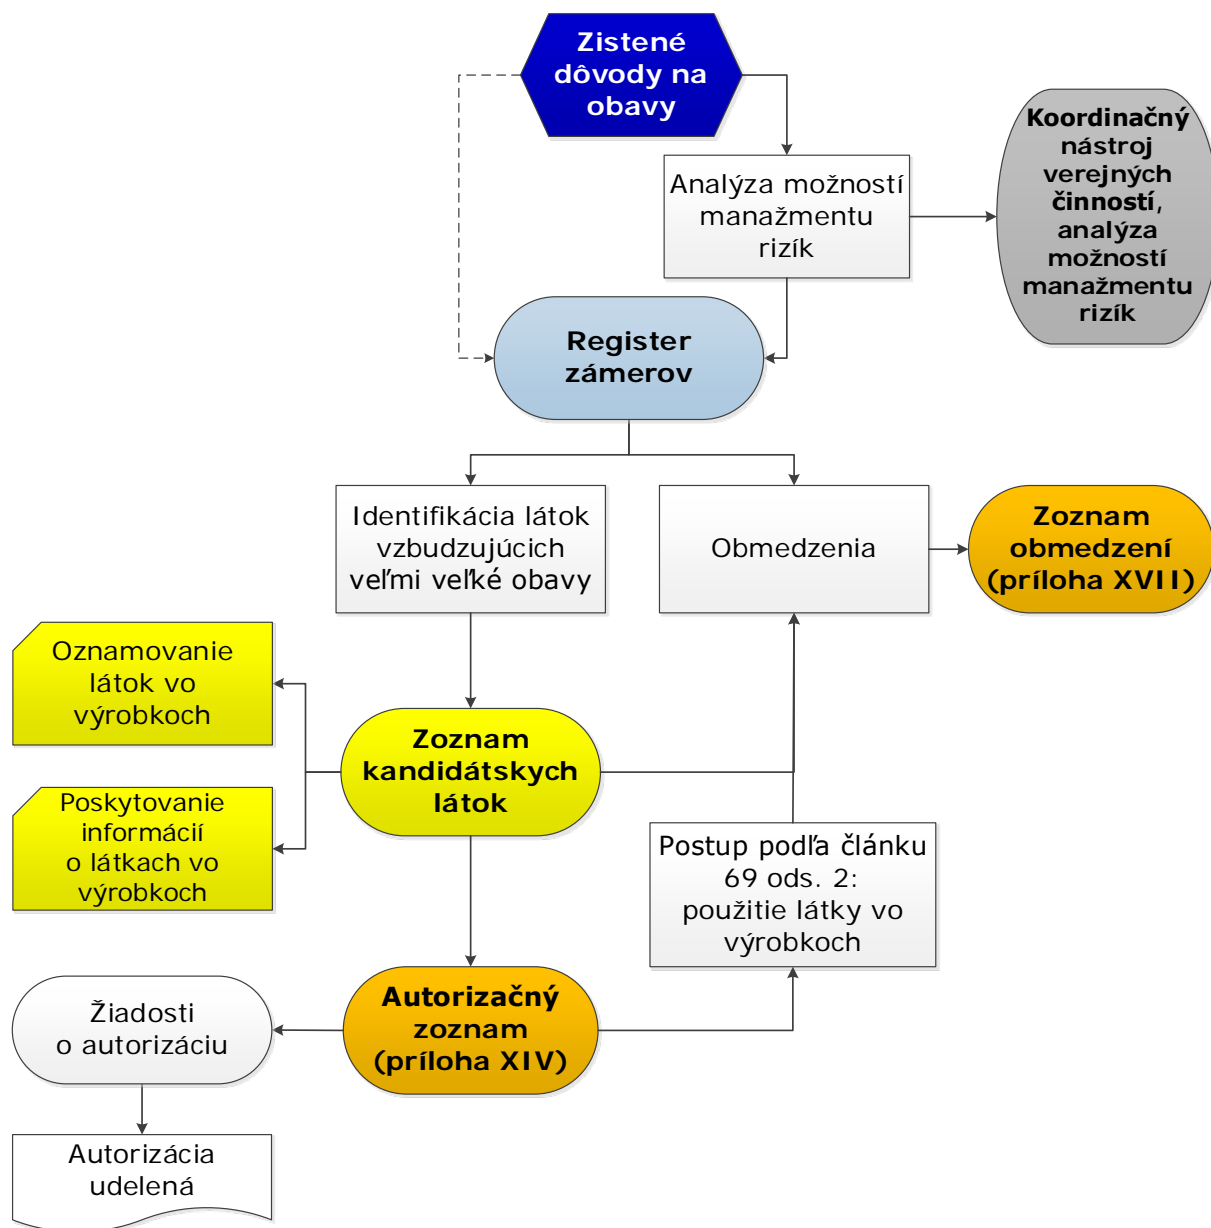 Zistené
dôvody na
obavy
Koordinačný
nástroj
verejných
činností,
analýza
možností
manažmentu
rizík
Analýza možností
manažmentu
rizík
Register
zámerov
Identifikácia látok
vzbudzujúcich
veľmi veľké obavy
Obmedzenia
Zoznam
obmedzení
(príloha XVII)
Oznamovanie
látok vo
výrobkoch
Zoznam
kandidátskych
látok
Poskytovanie
informácií
o látkach vo
výrobkoch
Postup podľa článku
69 ods. 2:
použitie látky vo
výrobkoch
Žiadosti
o autorizáciu
Autorizačný
zoznam
(príloha XIV)
Autorizácia
udelená